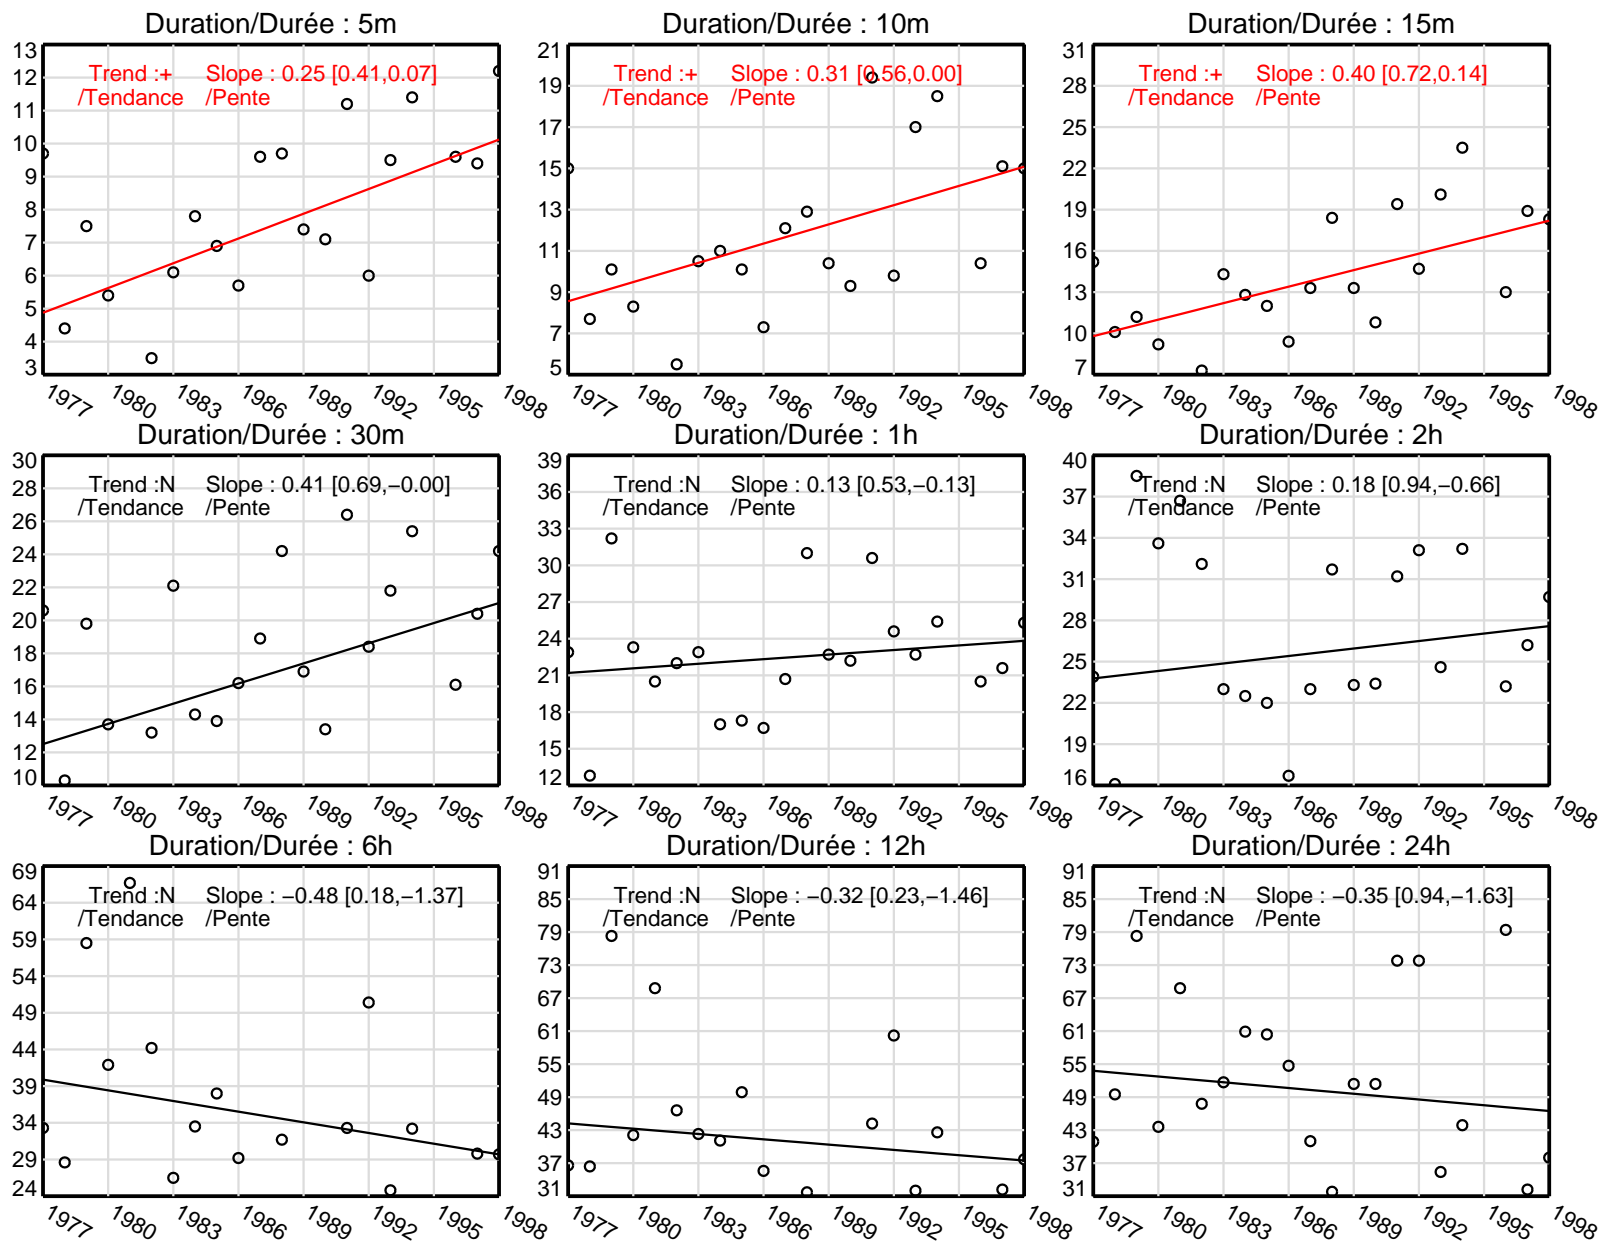 Duration/Durée : 5m
13
12
11
10
9
8
7
6
5
4
3
Trend :+ Slope : 0.25 [0.41,0.07]
/Tendance /Pente
1977 1980 1983 1986 1989 1992 1995 1998
Duration/Durée : 10m
21
19
17
15
13
11
9
7
5
Trend :+ Slope : 0.31 [0.56,0.00]
/Tendance /Pente
1977 1980 1983 1986 1989 1992 1995 1998
Duration/Durée : 15m
31
28
25
22
19
16
13
10
7
Trend :+ Slope : 0.40 [0.72,0.14]
/Tendance /Pente
1977 1980 1983 1986 1989 1992 1995 1998
Duration/Durée : 30m
30
28
26
24
22
20
18
16
14
12
10
Trend :N Slope : 0.41 [0.69,−0.00]
/Tendance /Pente
1977 1980 1983 1986 1989 1992 1995 1998
Duration/Durée : 1h
39
36
33
30
27
24
21
18
15
12
Trend :N Slope : 0.13 [0.53,−0.13]
/Tendance /Pente
1977 1980 1983 1986 1989 1992 1995 1998
Duration/Durée : 2h
40
37
34
31
28
25
22
19
16
Trend :N Slope : 0.18 [0.94,−0.66]
/Tendance /Pente
1977 1980 1983 1986 1989 1992 1995 1998
Duration/Durée : 6h
69
64
59
54
49
44
39
34
29
24
Trend :N Slope : −0.48 [0.18,−1.37]
/Tendance /Pente
1977 1980 1983 1986 1989 1992 1995 1998
Duration/Durée : 12h
91
85
79
73
67
61
55
49
43
37
31
Trend :N Slope : −0.32 [0.23,−1.46]
/Tendance /Pente
1977 1980 1983 1986 1989 1992 1995 1998
Duration/Durée : 24h
91
85
79
73
67
61
55
49
43
37
31
Trend :N Slope : −0.35 [0.94,−1.63]
/Tendance /Pente
1977 1980 1983 1986 1989 1992 1995 1998